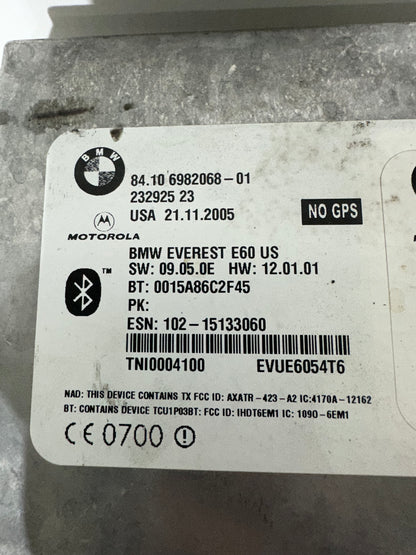 BMW
84.10 6982068-01
232925 23
USA 21.11.2005
NO GPS
MOTOROLA
BMW EVEREST E60 US
SW: 09.05.0E HW: 12.01.01
TM
BT: 0015A86C2F45
PK:
ESN: 102-15133060
TNI0004100 EVUE6054T6
NAD: THIS DEVICE CONTAINS TX FCC ID: AXATR-423-A2 IC:4170A-12162
BT: CONTAINS DEVICE TCU1P03BT: FCC ID: IHDT6EM1 IC: 1090-6EM1
CE 0700